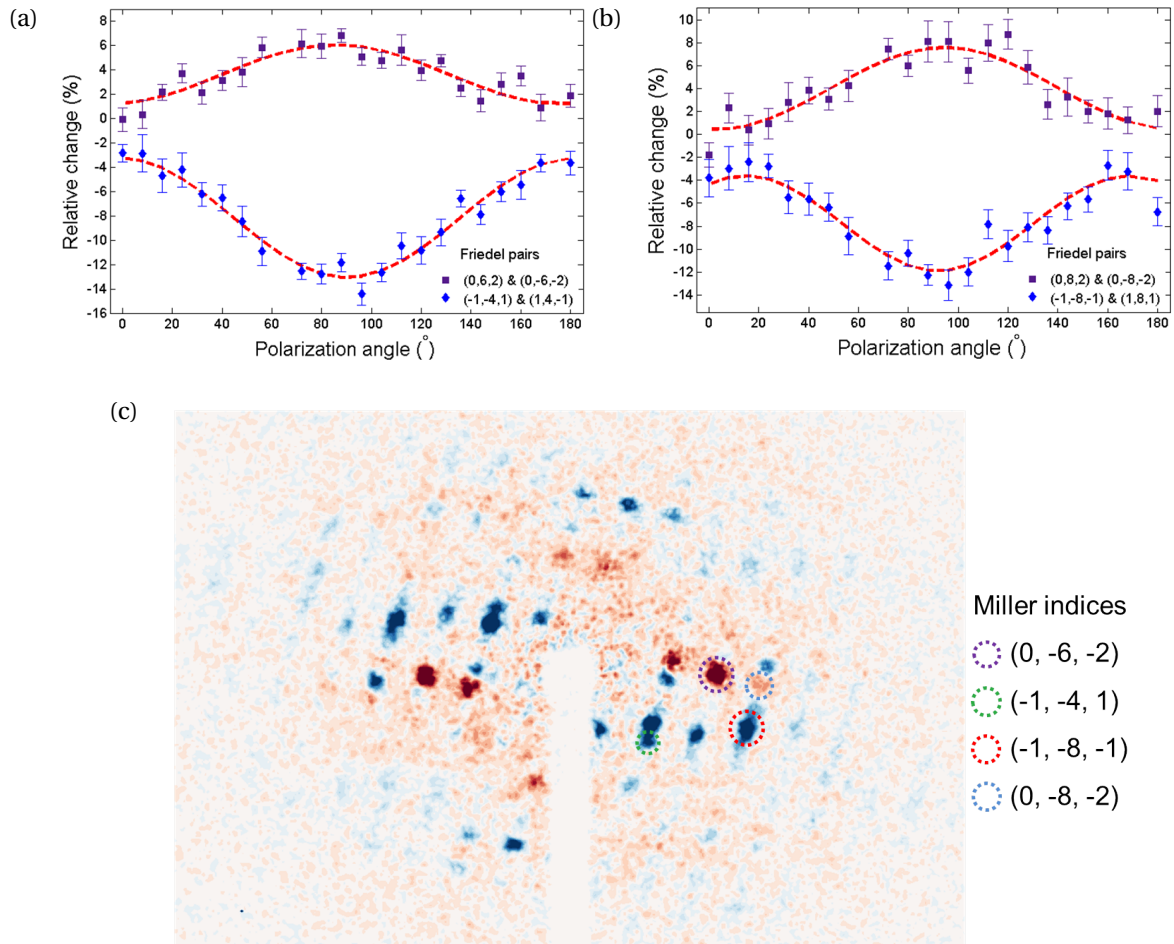 (a)
8
6
4
2
0
-2
-4
-6
-8
-10
-12
-14
-16
Relative change (%)
0 20 40 60 80 100 120 140 160 180
Polarization angle (°)
Friedel pairs
(0,6,2) & (0,-6,-2)
(-1,-4,1) & (1,4,-1)
(b)
10
8
6
4
2
0
-2
-4
-6
-8
-10
-12
-14
Relative change (%)
0 20 40 60 80 100 120 140 160 180
Polarization angle (°)
Friedel pairs
(0,8,2) & (0,-8,-2)
(-1,-8,-1) & (1,8,1)
(c)
Miller indices
(0, -6, -2)
(-1, -4, 1)
(-1, -8, -1)
(0, -8, -2)